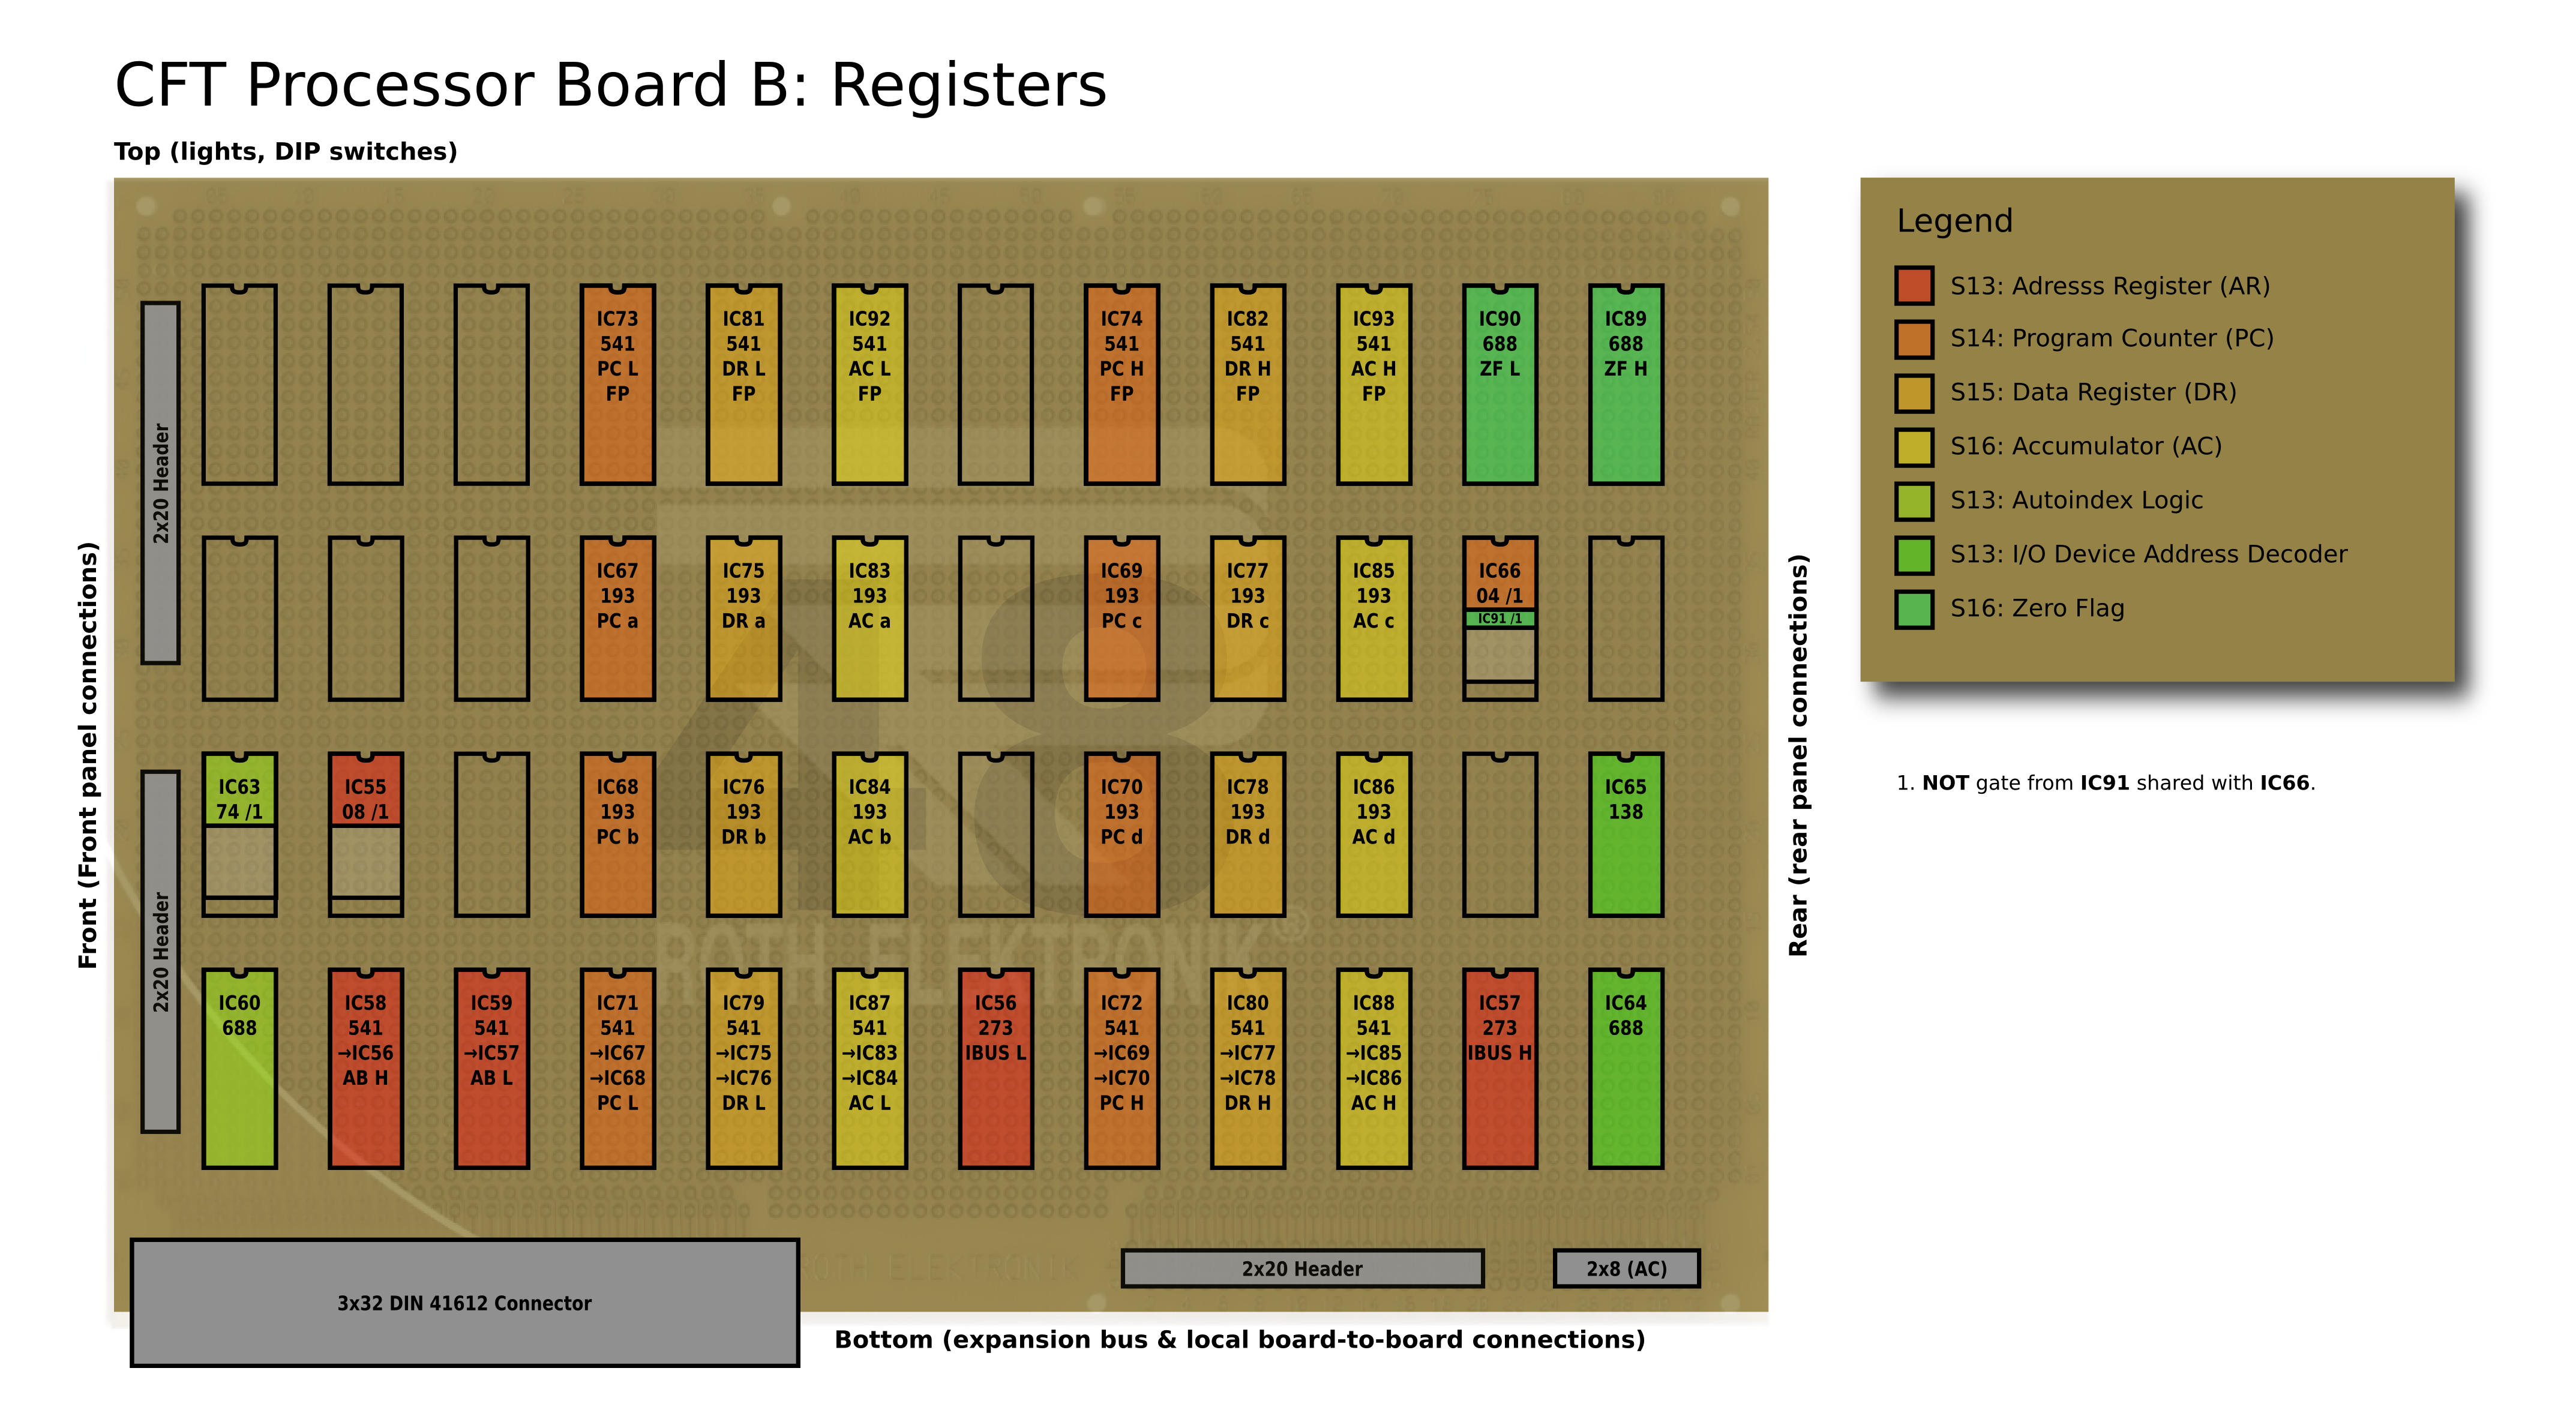 CFT Processor Board B: Registers
Top (lights, DIP switches)
Front (Front panel connections)
2x20 Header
2x20 Header
IC73
541
PC L
FP
IC81
541
DR L
FP
IC92
541
AC L
FP
IC74
541
PC H
FP
IC82
541
DR H
FP
IC93
541
AC H
FP
IC90
688
ZF L
IC89
688
ZF H
IC67
193
PC a
IC75
193
DR a
IC83
193
AC a
IC69
193
PC c
IC77
193
DR c
IC85
193
AC c
IC66
04 /1
IC91 /1
IC63
74 /1
IC55
08 /1
IC68
193
PC b
IC76
193
DR b
IC84
193
AC b
IC70
193
PC d
IC78
193
DR d
IC86
193
AC d
IC65
138
IC60
688
IC58
541
→IC56
AB H
IC59
541
→IC57
AB L
IC71
541
→IC67
→IC68
PC L
IC79
541
→IC75
→IC76
DR L
IC87
541
→IC83
→IC84
AC L
IC56
273
IBUS L
IC72
541
→IC69
→IC70
PC H
IC80
541
→IC77
→IC78
DR H
IC88
541
→IC85
→IC86
AC H
IC57
273
IBUS H
IC64
688
48
ROTH ELEKTRONIK®
ROTH ELEKTRONIK
3x32 DIN 41612 Connector
2x20 Header
2x8 (AC)
Bottom (expansion bus & local board-to-board connections)
Rear (rear panel connections)
Legend
S13: Adresss Register (AR)
S14: Program Counter (PC)
S15: Data Register (DR)
S16: Accumulator (AC)
S13: Autoindex Logic
S13: I/O Device Address Decoder
S16: Zero Flag
1. NOT gate from IC91 shared with IC66.